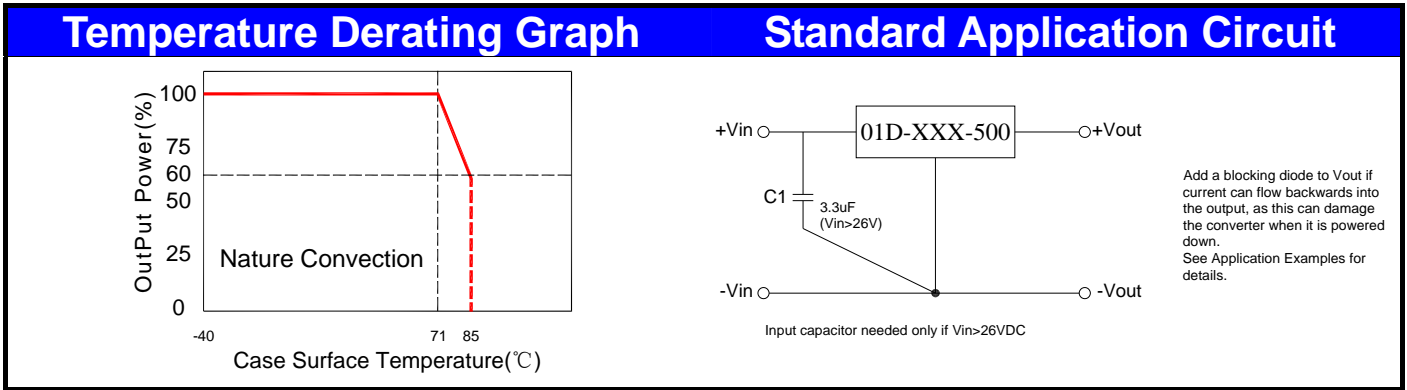 Temperature Derating Graph
Standard Application Circuit
OutPut Power(%)
100
75
60
50
25
0
Nature Convection
-40
71
85
Case Surface Temperature(℃)
+Vin
01D-XXX-500
+Vout
C1
3.3uF
(Vin>26V)
-Vin
-Vout
Input capacitor needed only if Vin>26VDC
Add a blocking diode to Vout if
current can flow backwards into
the output, as this can damage
the converter when it is powered
down.
See Application Examples for
details.